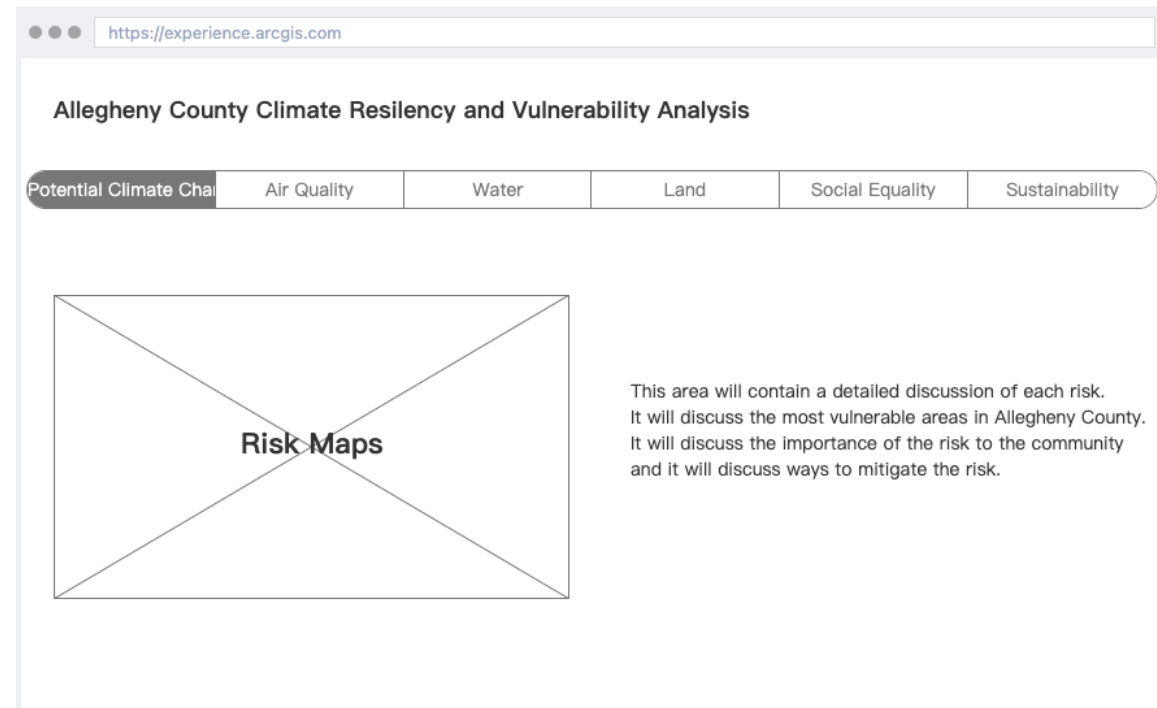 https://experience.arcgis.com
Allegheny County Climate Resilency and Vulnerability Analysis
Potential Climate Cha
Air Quality
Water
Land
Social Equality
Sustainability
Risk Maps
This area will contain a detailed discussion of each risk.
It will discuss the most vulnerable areas in Allegheny County.
It will discuss the importance of the risk to the community
and it will discuss ways to mitigate the risk.